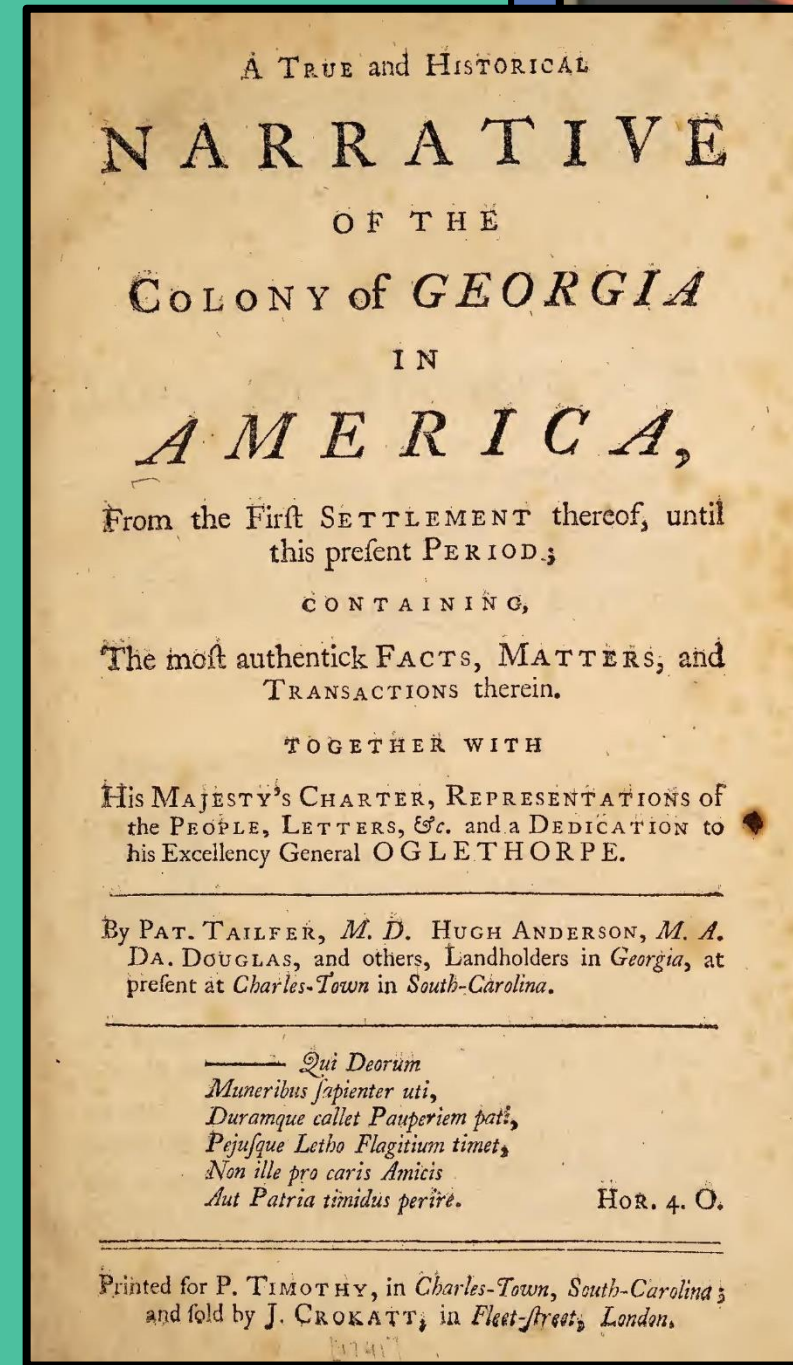 A TRUE and HISTORICAL
NARRATIVE
OF THE
COLONY of GEORGIA
IN
AMERICA,
From the Firſt SETTLEMENT thereof, until
this preſent PERIOD;
CONTAINING,
The moſt authentick FACTS, MATTERS, and
TRANSACTIONS therein.
TOGETHER WITH
His MAJESTY's CHARTER, REPRESENTATIONS of
the PEOPLE, LETTERS, &c. and a DEDICATION to
his Excellency General OGLETHORPE.
By PAT. TAILFER, M. D. HUGH ANDERSON, M. A.
DA. DOUGLAS, and others, Landholders in Georgia, at
preſent at Charles-Town in South-Carolina.
—— Qui Deorum
Muneribus ſapienter uti,
Duramque callet Pauperiem pati,
Pejuſque Letho Flagitium timet,
Non ille pro caris Amicis
Aut Patria timidus perire. HOR. 4. O.
Printed for P. TIMOTHY, in Charles-Town, South-Carolina;
and ſold by J. CROKATT, in Fleet-ſtreet, London.
[1741]